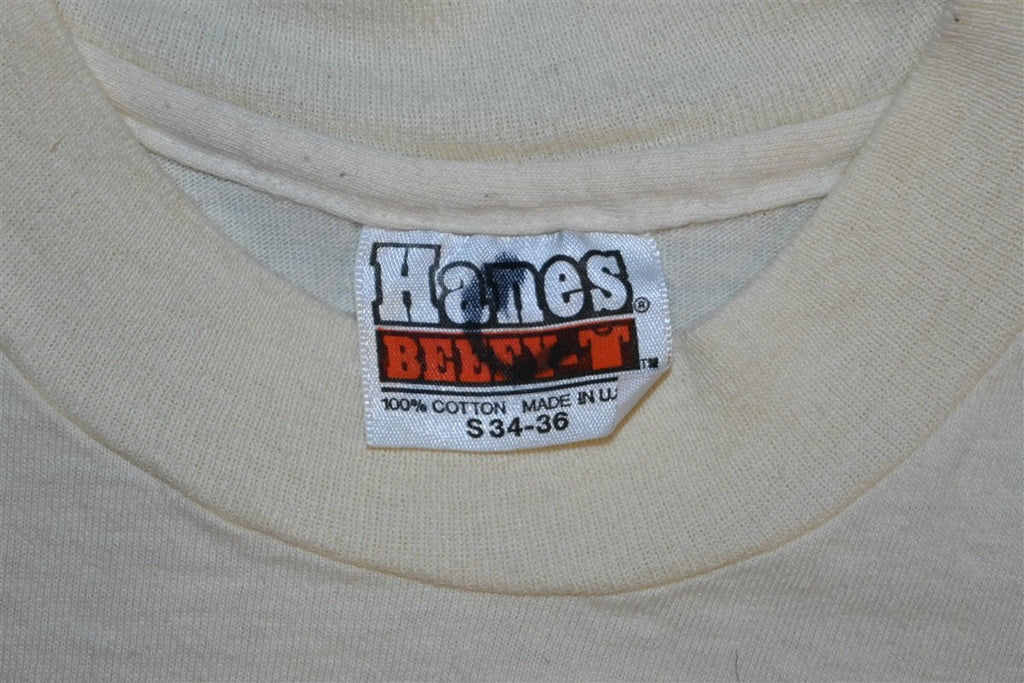 Hanes®
BEEFY-T™
100% COTTON MADE IN U.
S 34-36